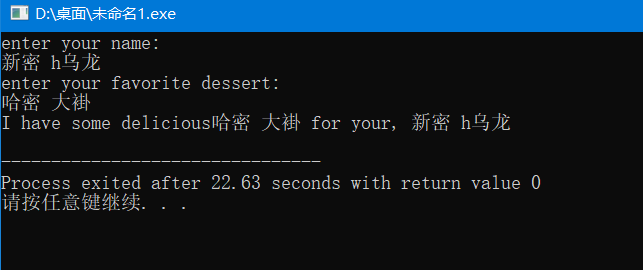 D:\桌面\未命名1.exe
enter your name:
新密 h乌龙
enter your favorite dessert:
哈密 大褂
I have some delicious哈密 大褂 for your, 新密 h乌龙
--------------------------------
Process exited after 22.63 seconds with return value 0
请按任意键继续. . .